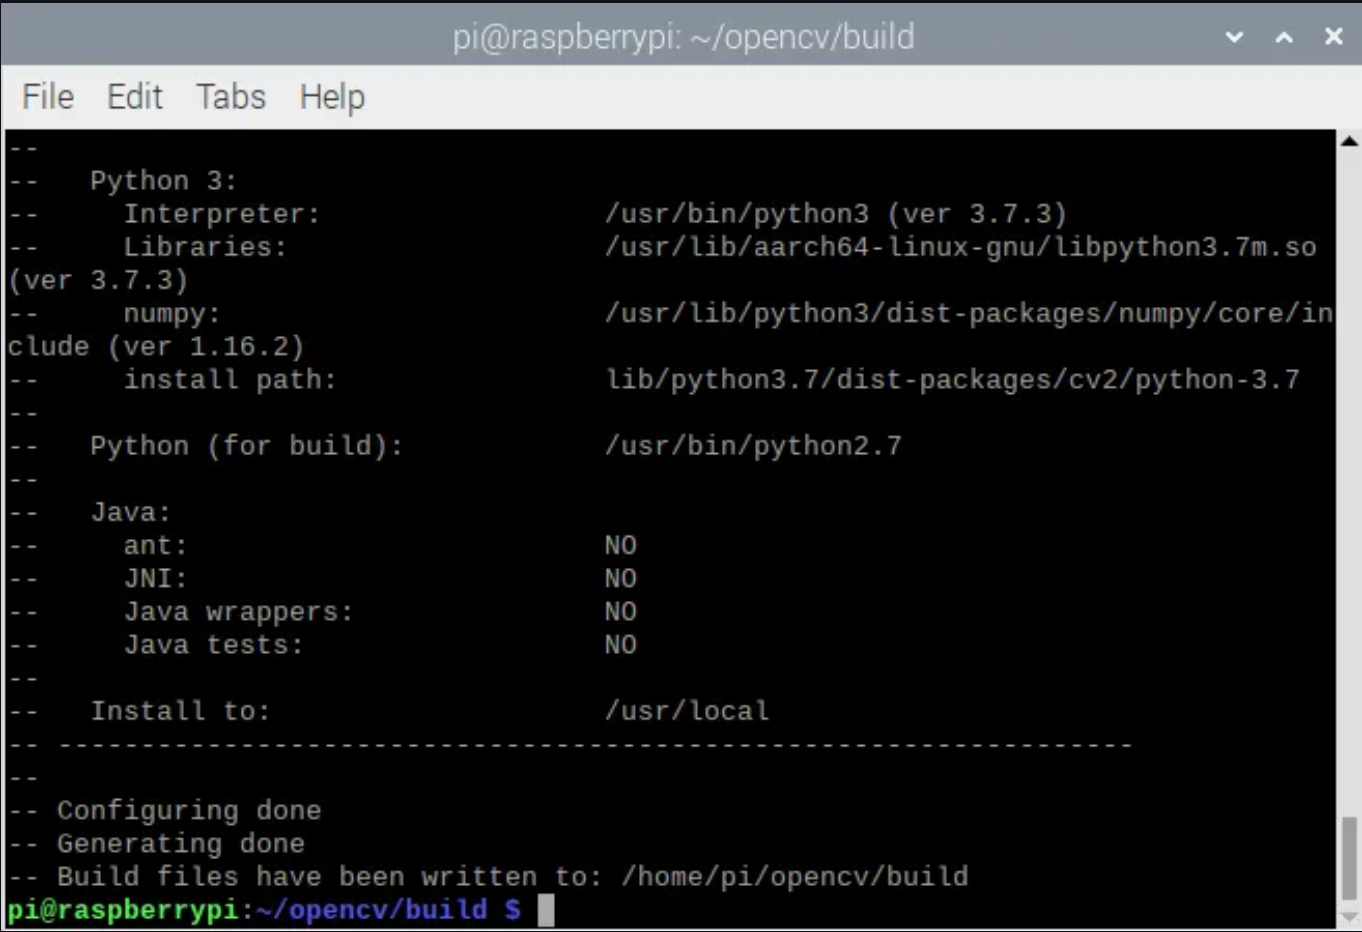 pi@raspberrypi: ~/opencv/build
File Edit Tabs Help
--
--   Python 3:
--     Interpreter:                 /usr/bin/python3 (ver 3.7.3)
--     Libraries:                   /usr/lib/aarch64-linux-gnu/libpython3.7m.so
(ver 3.7.3)
--     numpy:                       /usr/lib/python3/dist-packages/numpy/core/in
clude (ver 1.16.2)
--     install path:                lib/python3.7/dist-packages/cv2/python-3.7
--
--   Python (for build):            /usr/bin/python2.7
--
--   Java:
--     ant:                         NO
--     JNI:                         NO
--     Java wrappers:               NO
--     Java tests:                  NO
--
--   Install to:                    /usr/local
-- -----------------------------------------------------------------
--
-- Configuring done
-- Generating done
-- Build files have been written to: /home/pi/opencv/build
pi@raspberrypi:~/opencv/build $